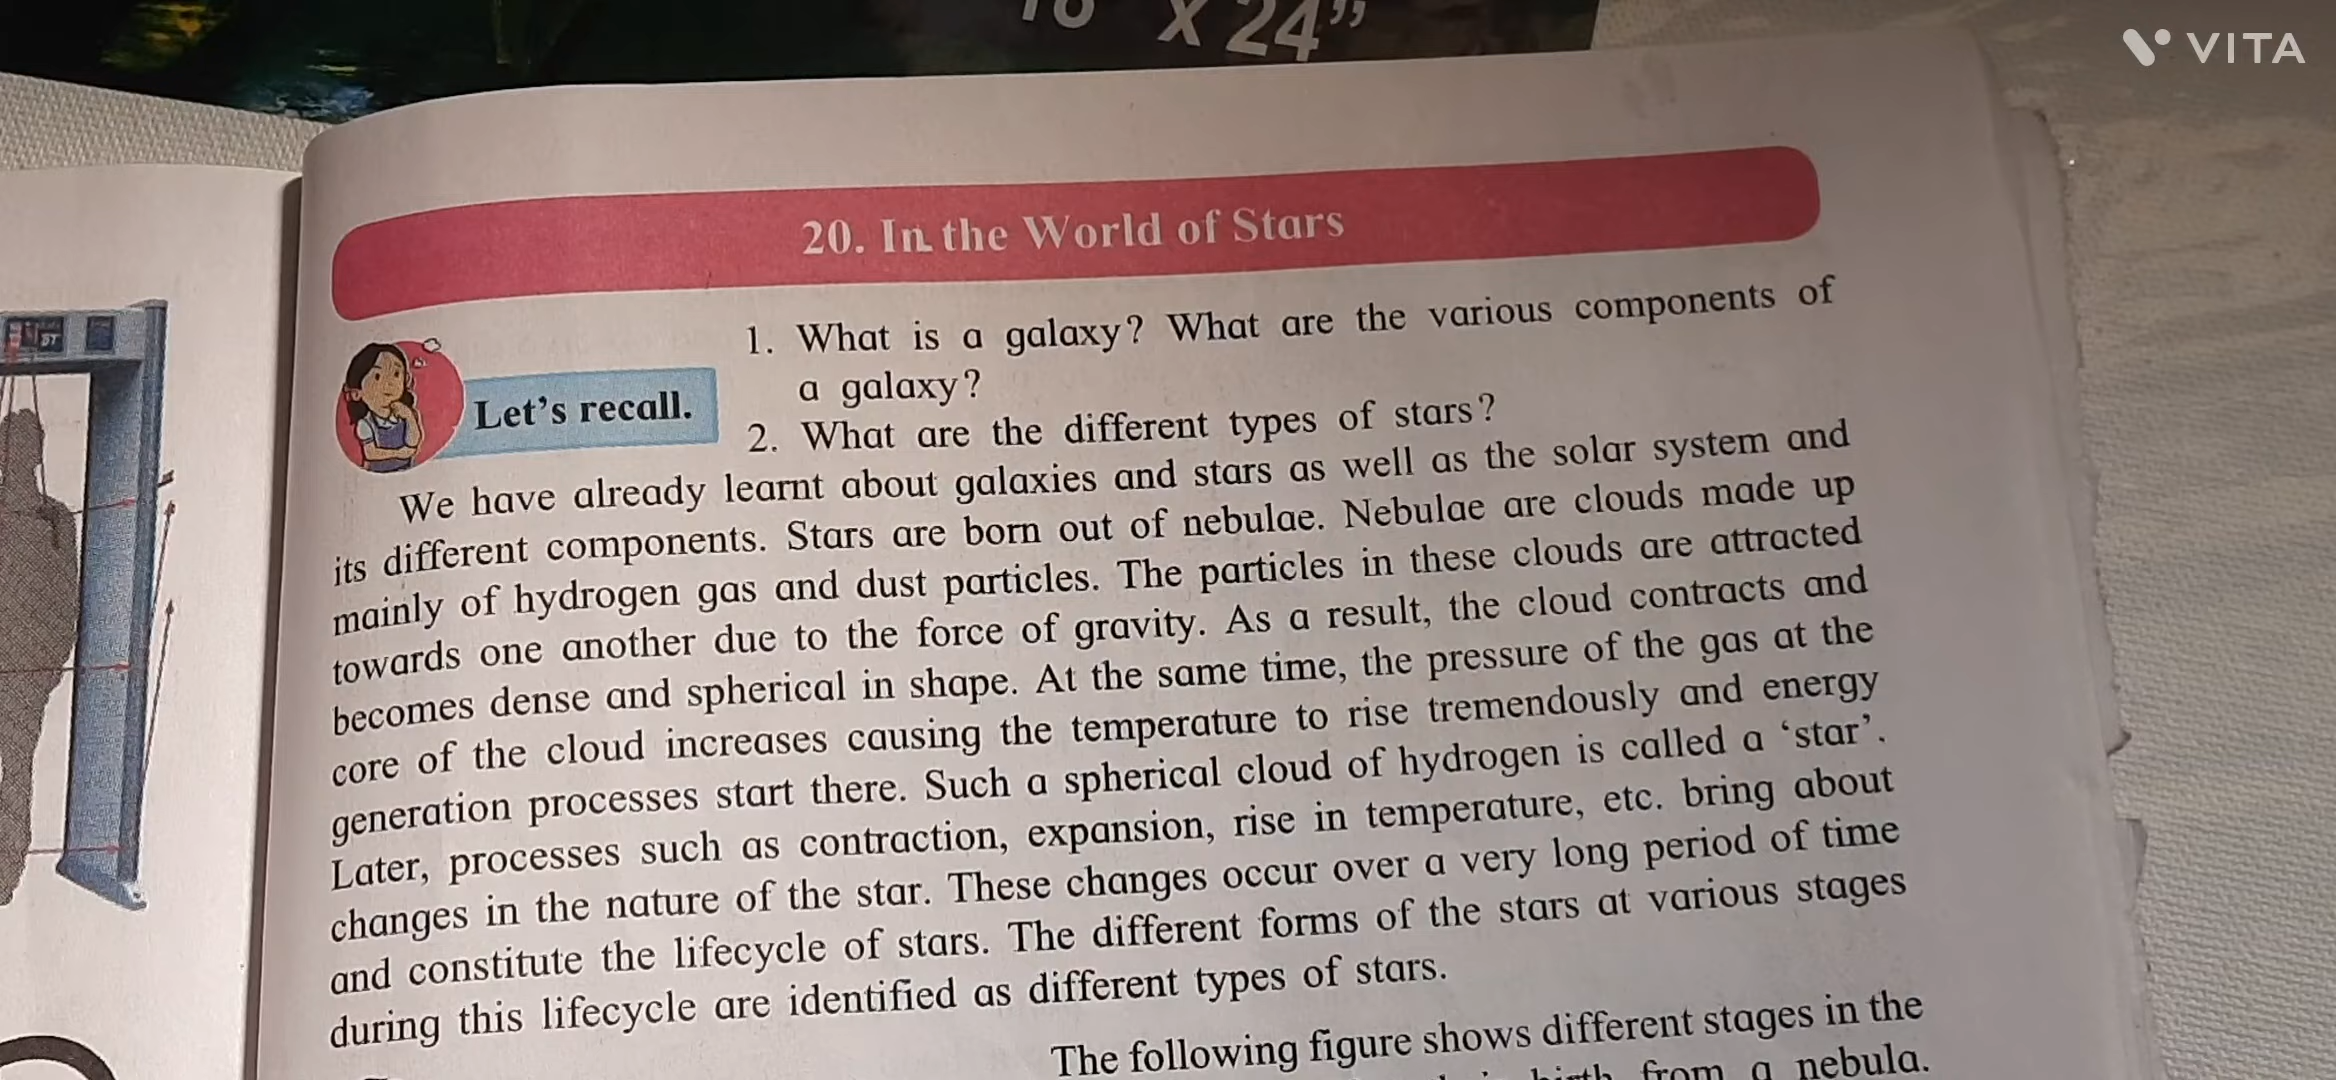 x 24”
VITA
20. In the World of Stars
Let’s recall.
1. What is a galaxy? What are the various components of
a galaxy?
2. What are the different types of stars?
We have already learnt about galaxies and stars as well as the solar system and
its different components. Stars are born out of nebulae. Nebulae are clouds made up
mainly of hydrogen gas and dust particles. The particles in these clouds are attracted
towards one another due to the force of gravity. As a result, the cloud contracts and
becomes dense and spherical in shape. At the same time, the pressure of the gas at the
core of the cloud increases causing the temperature to rise tremendously and energy
generation processes start there. Such a spherical cloud of hydrogen is called a ‘star’.
Later, processes such as contraction, expansion, rise in temperature, etc. bring about
changes in the nature of the star. These changes occur over a very long period of time
and constitute the lifecycle of stars. The different forms of the stars at various stages
during this lifecycle are identified as different types of stars.
The following figure shows different stages in the
from a nebula.